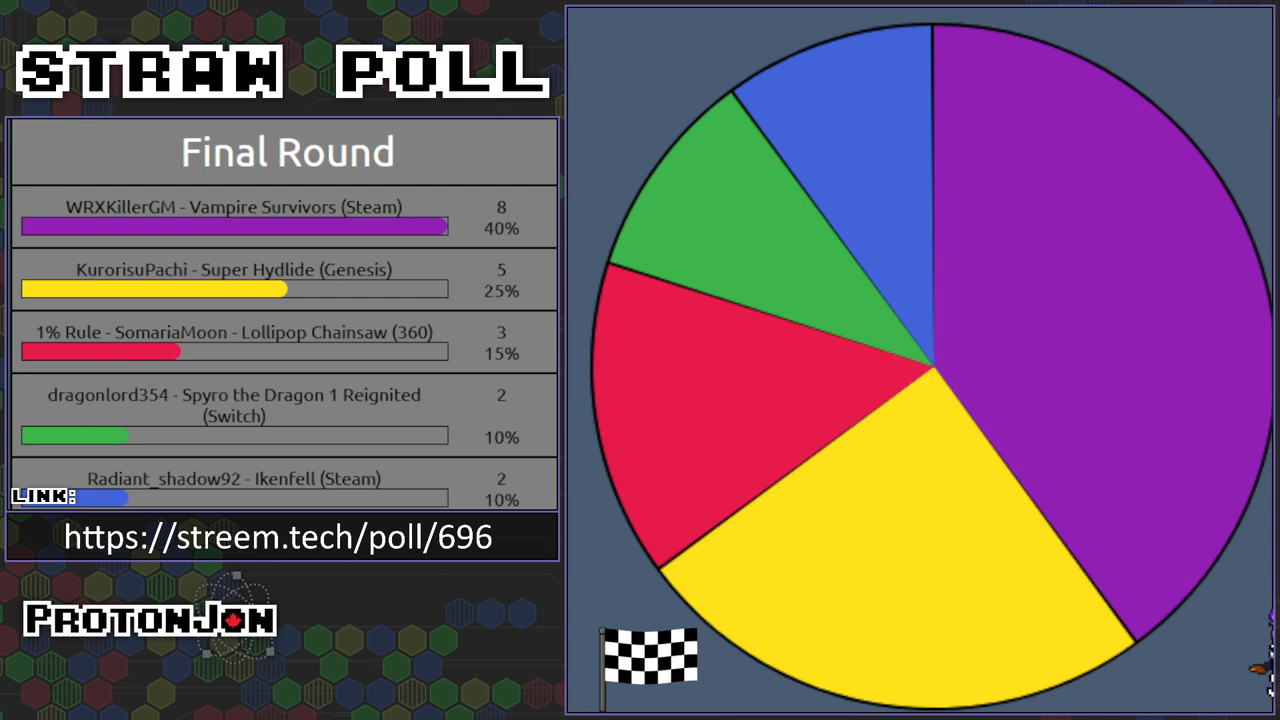 STRAW POLL
Final Round
WRXKillerGM - Vampire Survivors (Steam)
8
40%
KurorisuPachi - Super Hydlide (Genesis)
5
25%
1% Rule - SomariaMoon - Lollipop Chainsaw (360)
3
15%
dragonlord354 - Spyro the Dragon 1 Reignited
(Switch)
2
10%
Radiant_shadow92 - Ikenfell (Steam)
2
10%
LINK:
https://streem.tech/poll/696
PROTONJON